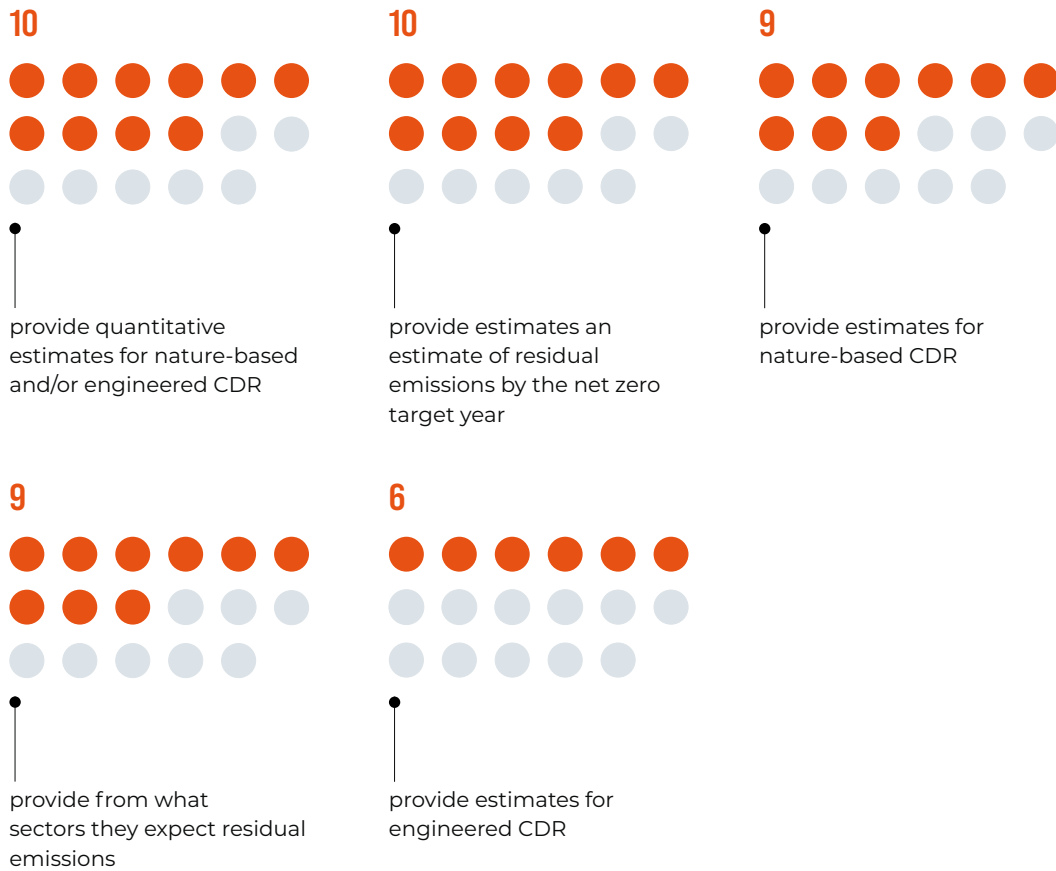 10
provide quantitative
estimates for nature-based
and/or engineered CDR
10
provide estimates an
estimate of residual
emissions by the net zero
target year
9
provide estimates for
nature-based CDR
9
provide from what
sectors they expect residual
emissions
6
provide estimates for
engineered CDR